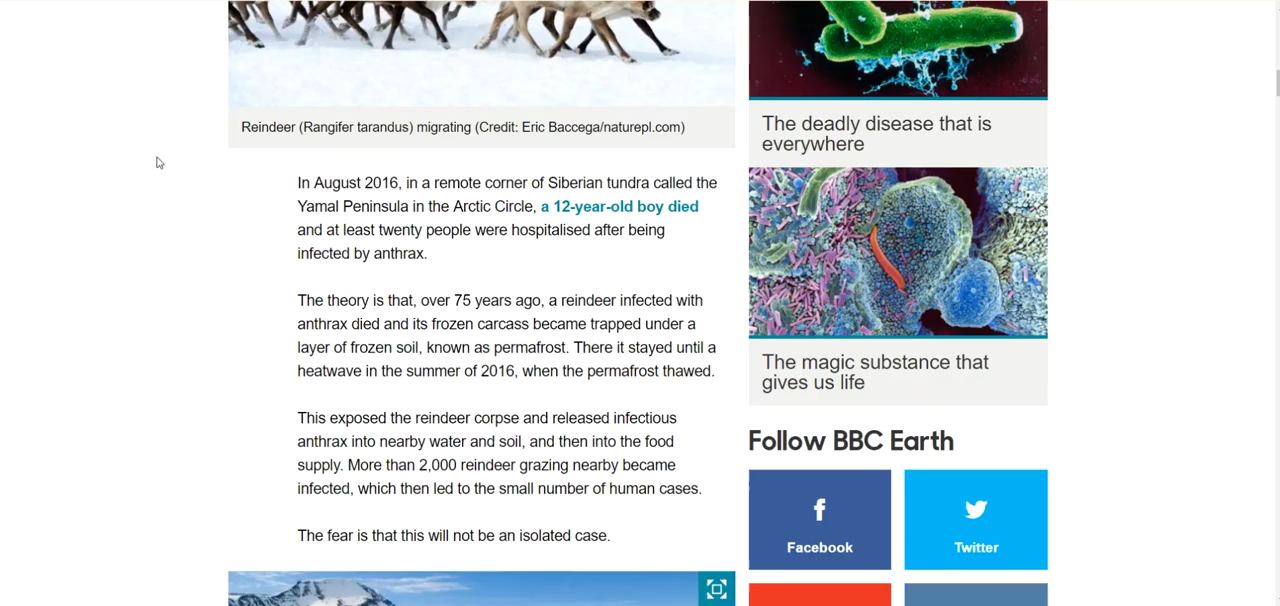 Reindeer (Rangifer tarandus) migrating (Credit: Eric Baccega/naturepl.com)
In August 2016, in a remote corner of Siberian tundra called the
Yamal Peninsula in the Arctic Circle, a 12-year-old boy died
and at least twenty people were hospitalised after being
infected by anthrax.
The theory is that, over 75 years ago, a reindeer infected with
anthrax died and its frozen carcass became trapped under a
layer of frozen soil, known as permafrost. There it stayed until a
heatwave in the summer of 2016, when the permafrost thawed.
This exposed the reindeer corpse and released infectious
anthrax into nearby water and soil, and then into the food
supply. More than 2,000 reindeer grazing nearby became
infected, which then led to the small number of human cases.
The fear is that this will not be an isolated case.
The deadly disease that is
everywhere
The magic substance that
gives us life
Follow BBC Earth
Facebook
Twitter